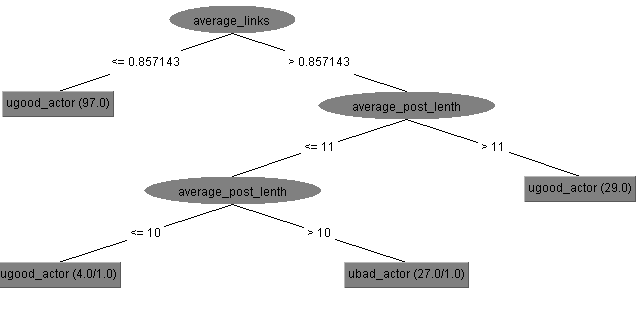 average_links
<= 0.857143
> 0.857143
ugood_actor (97.0)
average_post_lenth
<= 11
> 11
average_post_lenth
ugood_actor (29.0)
<= 10
> 10
ugood_actor (4.0/1.0)
ubad_actor (27.0/1.0)